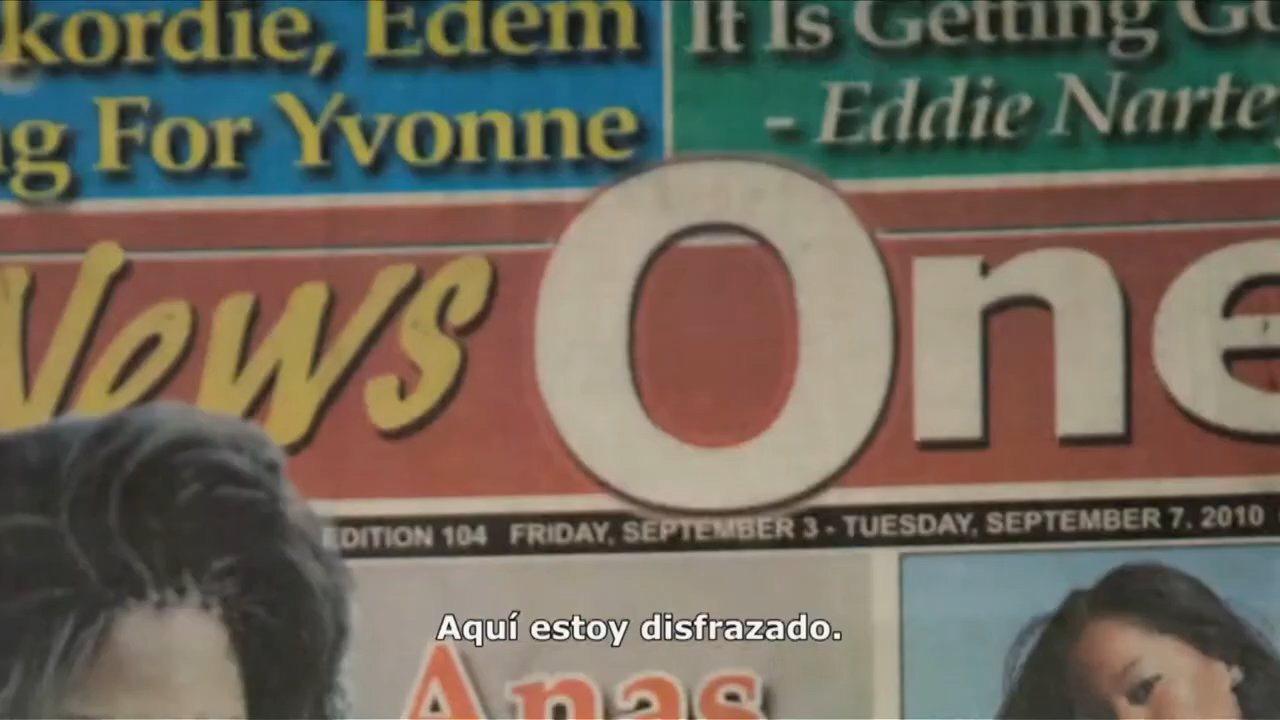 kordie, Edem
It Is Getting
g For Yvonne
- Eddie Narte
News One
EDITION 104 FRIDAY, SEPTEMBER 3 - TUESDAY, SEPTEMBER 7, 2010
Aquí estoy disfrazado.
Anas